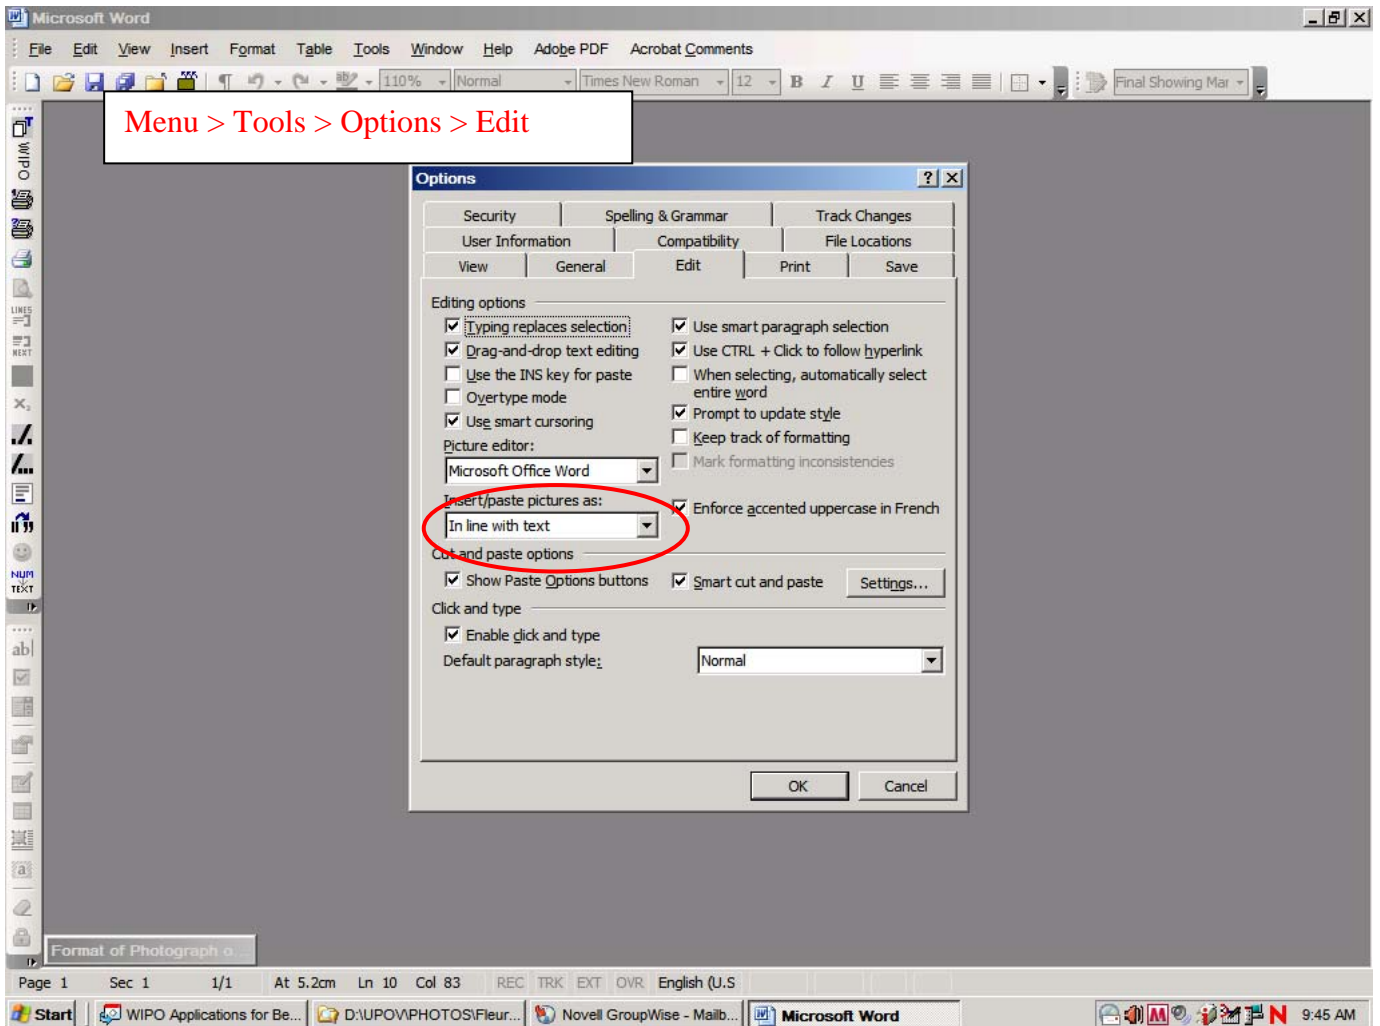 Microsoft Word
File Edit View Insert Format Table Tools Window Help Adobe PDF Acrobat Comments
110% Normal Times New Roman 12 B I U Final Showing Mar
Menu > Tools > Options > Edit
WIPO
LINES
NEXT
NUM
TEXT
ab
a
Options
Security Spelling & Grammar Track Changes
User Information Compatibility File Locations
View General Edit Print Save
Editing options
Typing replaces selection Use smart paragraph selection
Drag-and-drop text editing Use CTRL + Click to follow hyperlink
Use the INS key for paste When selecting, automatically select
entire word
Overtype mode
Prompt to update style
Use smart cursoring
Keep track of formatting
Picture editor:
Mark formatting inconsistencies
Microsoft Office Word
Insert/paste pictures as:
Enforce accented uppercase in French
In line with text
Cut and paste options
Show Paste Options buttons Smart cut and paste Settings...
Click and type
Enable click and type
Default paragraph style: Normal
OK Cancel
Format of Photograph o...
Page 1 Sec 1 1/1 At 5.2cm Ln 10 Col 83 REC TRK EXT OVR English (U.S
Start WIPO Applications for Be... D:\UPOV\PHOTOS\Fleur... Novell GroupWise - Mailb... Microsoft Word M N 9:45 AM